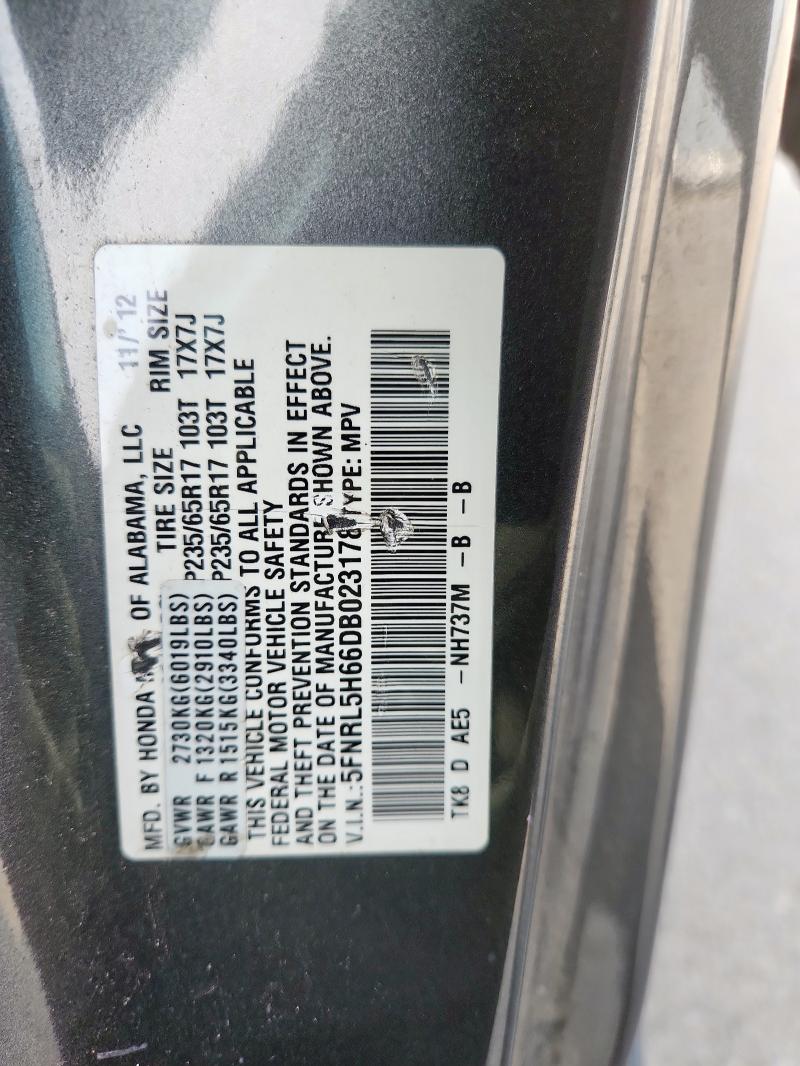 MFD. BY HONDA OF ALABAMA, LLC 11/12
TIRE SIZE RIM SIZE
GVWR 2730KG(6019LBS)
GAWR F 1320KG(2910LBS) P235/65R17 103T 17X7J
GAWR R 1515KG(3340LBS) P235/65R17 103T 17X7J
THIS VEHICLE CONFORMS TO ALL APPLICABLE
FEDERAL MOTOR VEHICLE SAFETY
AND THEFT PREVENTION STANDARDS IN EFFECT
ON THE DATE OF MANUFACTURE SHOWN ABOVE.
V.I.N.:5FNRL5H66DB023178 TYPE: MPV
TK8 D AE5 -NH737M -B -B